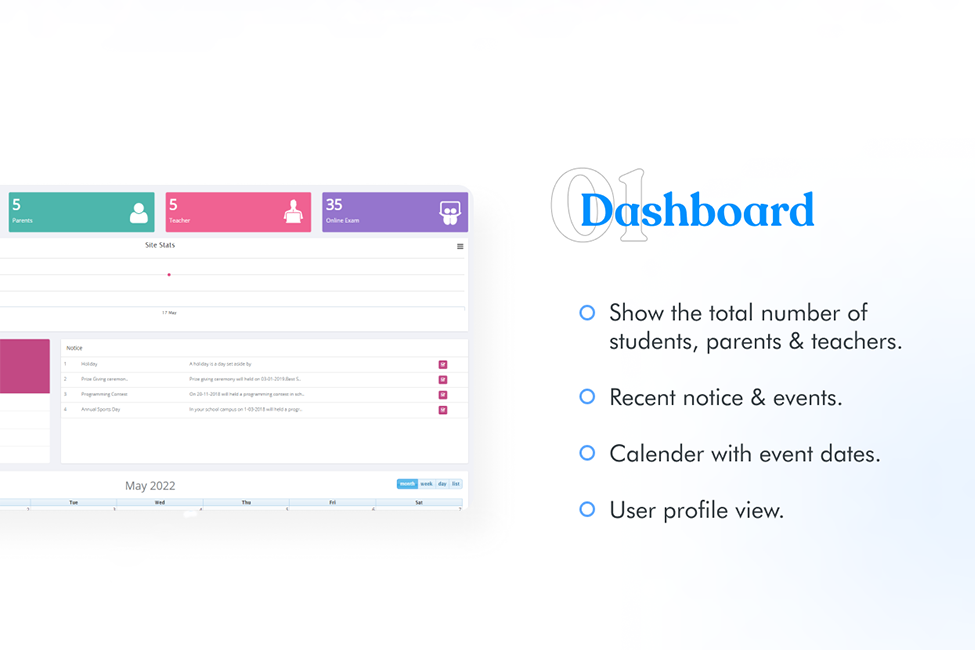 5
Parents
5
Teacher
35
Online Exam
Site Stats
17 May
Notice
1 Holiday A holiday is a day set aside by
2 Prize Giving ceremon.. Prize giving ceremony will held on 03-01-2018.Best S..
3 Programming Contest On 20-11-2018 will held a programming contest in sch..
4 Annual Sports Day In your school campus on 1-03-2018 will held a progr..
May 2022
month week day list
Tue Wed Thu Fri Sat
01
Dashboard
Show the total number of
students, parents & teachers.
Recent notice & events.
Calender with event dates.
User profile view.